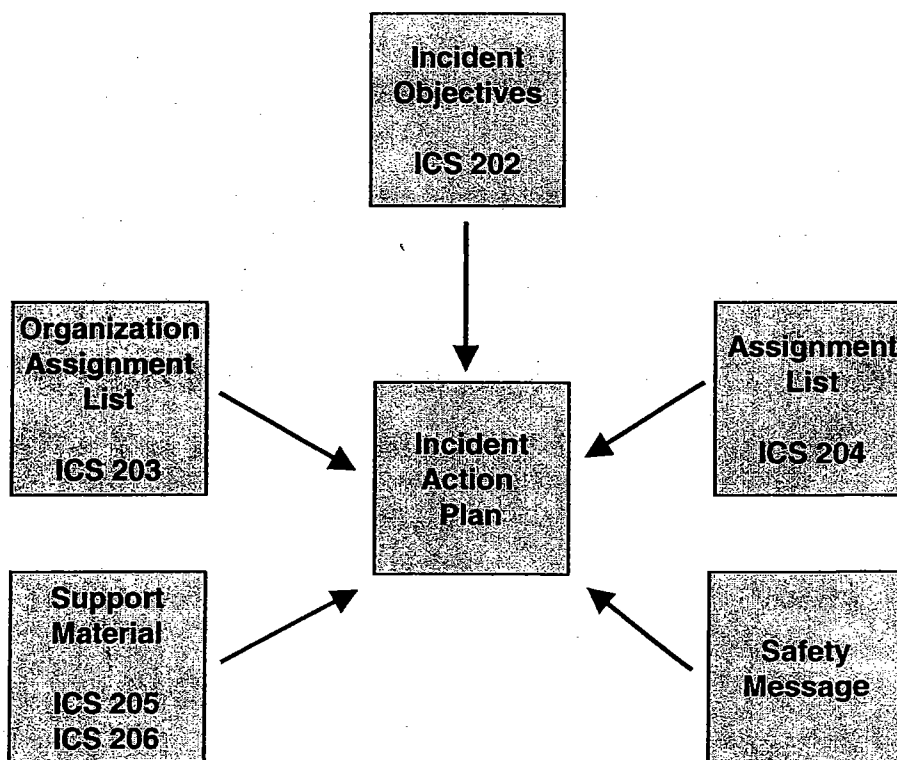 Incident
Objectives
ICS 202
Organization
Assignment
List
ICS 203
Assignment
List
ICS 204
Incident
Action
Plan
Support
Material
ICS 205
ICS 206
Safety
Message